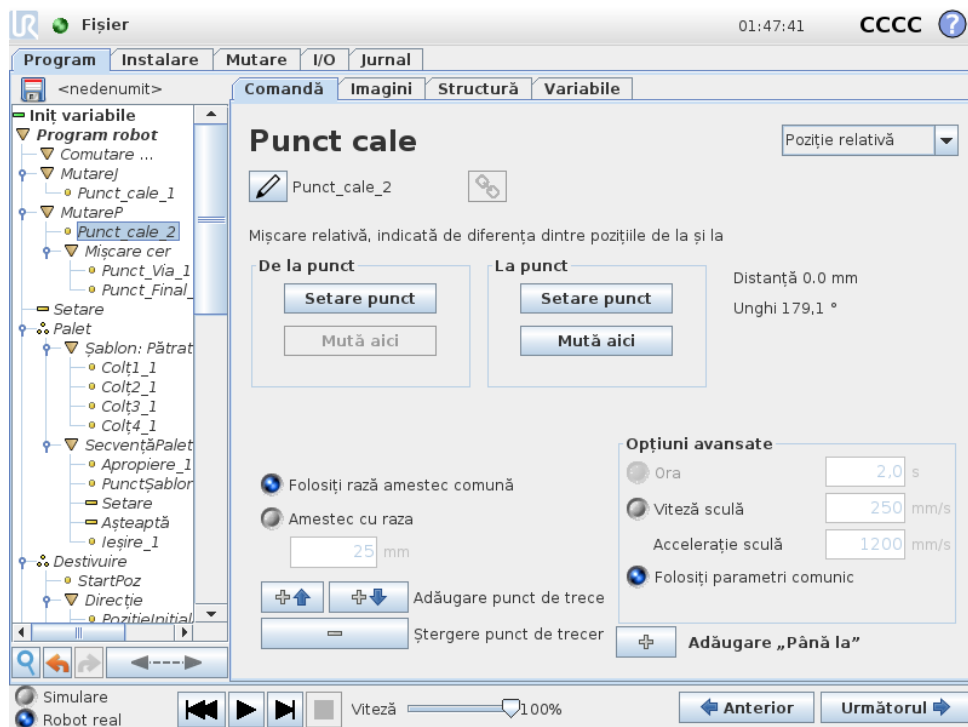 UR Fișier 01:47:41 CCCC ?
Program Instalare Mutare I/O Jurnal
<nedenumit>
Comandă Imagini Structură Variabile
Iniț variabile
Program robot
Comutare ...
MutareJ
Punct_cale_1
MutareP
Punct_cale_2
Mișcare cer
Punct_Via_1
Punct_Final_
Setare
Palet
Șablon: Pătrat
Colț1_1
Colț2_1
Colț3_1
Colț4_1
SecvențăPalet
Apropiere_1
PunctȘablor
Setare
Așteaptă
Ieșire_1
Destivuire
StartPoz
Direcție
PozițieInițial
Punct cale
Poziție relativă
Punct_cale_2
Mișcare relativă, indicată de diferența dintre pozițiile de la și la
De la punct
Setare punct
Mută aici
La punct
Setare punct
Mută aici
Distanță 0.0 mm
Unghi 179,1 °
Folosiți rază amestec comună
Amestec cu raza
25 mm
Adăugare punct de trece
Ștergere punct de trecer
Opțiuni avansate
Ora 2,0 s
Viteză sculă 250 mm/s
Accelerație sculă 1200 mm/s
Folosiți parametri comunic
Adăugare „Până la”
Simulare
Robot real
Viteză 100%
Anterior
Următorul